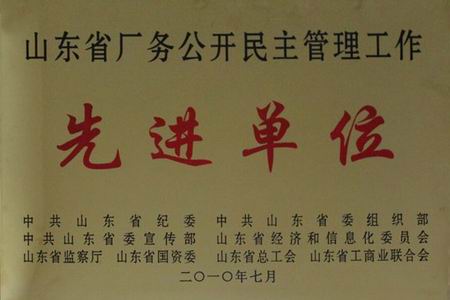 山东省厂务公开民主管理工作
先进单位
中共山东省纪委 中共山东省委组织部
中共山东省委宣传部 山东省经济和信息化委员会
山东省监察厅 山东省国资委 山东省总工会 山东省工商业联合会
二〇一〇年七月